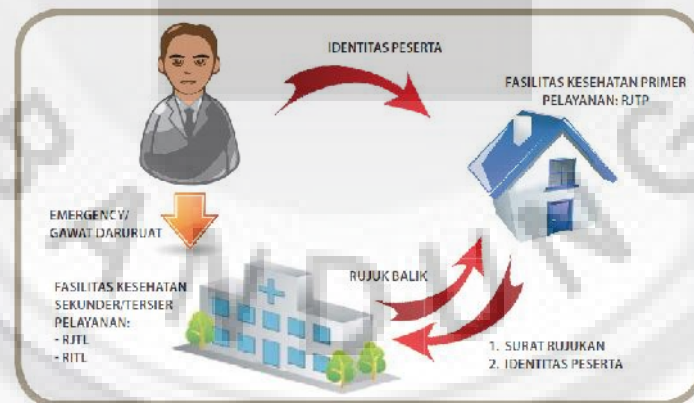 IDENTITAS PESERTA
FASILITAS KESEHATAN PRIMER
PELAYANAN: RJTP
EMERGENCY/
GAWAT DARURUAT
FASILITAS KESEHATAN
SEKUNDER/TERSIER
PELAYANAN:
- RJTL
- RITL
RUJUK BALIK
1. SURAT RUJUKAN
2. IDENTITAS PESERTA